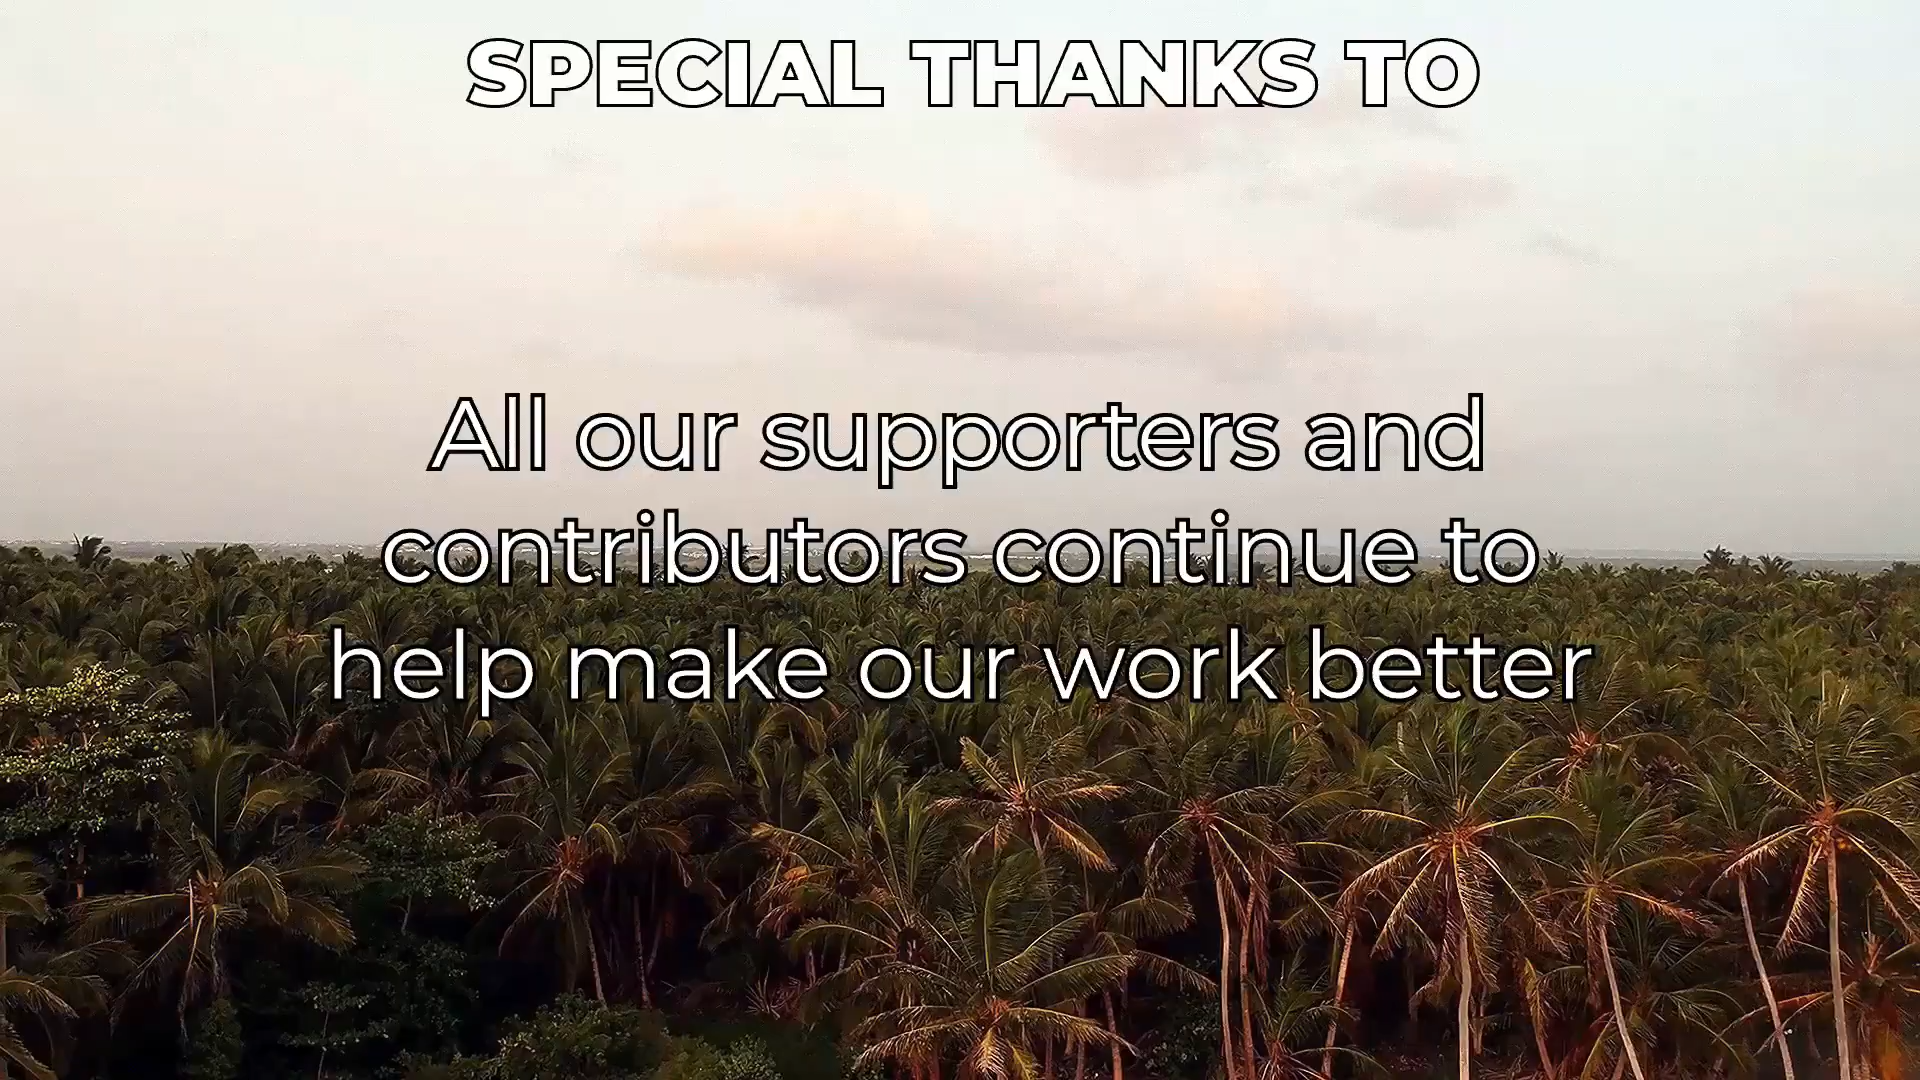 SPECIAL THANKS TO
All our supporters and
contributors continue to
help make our work better